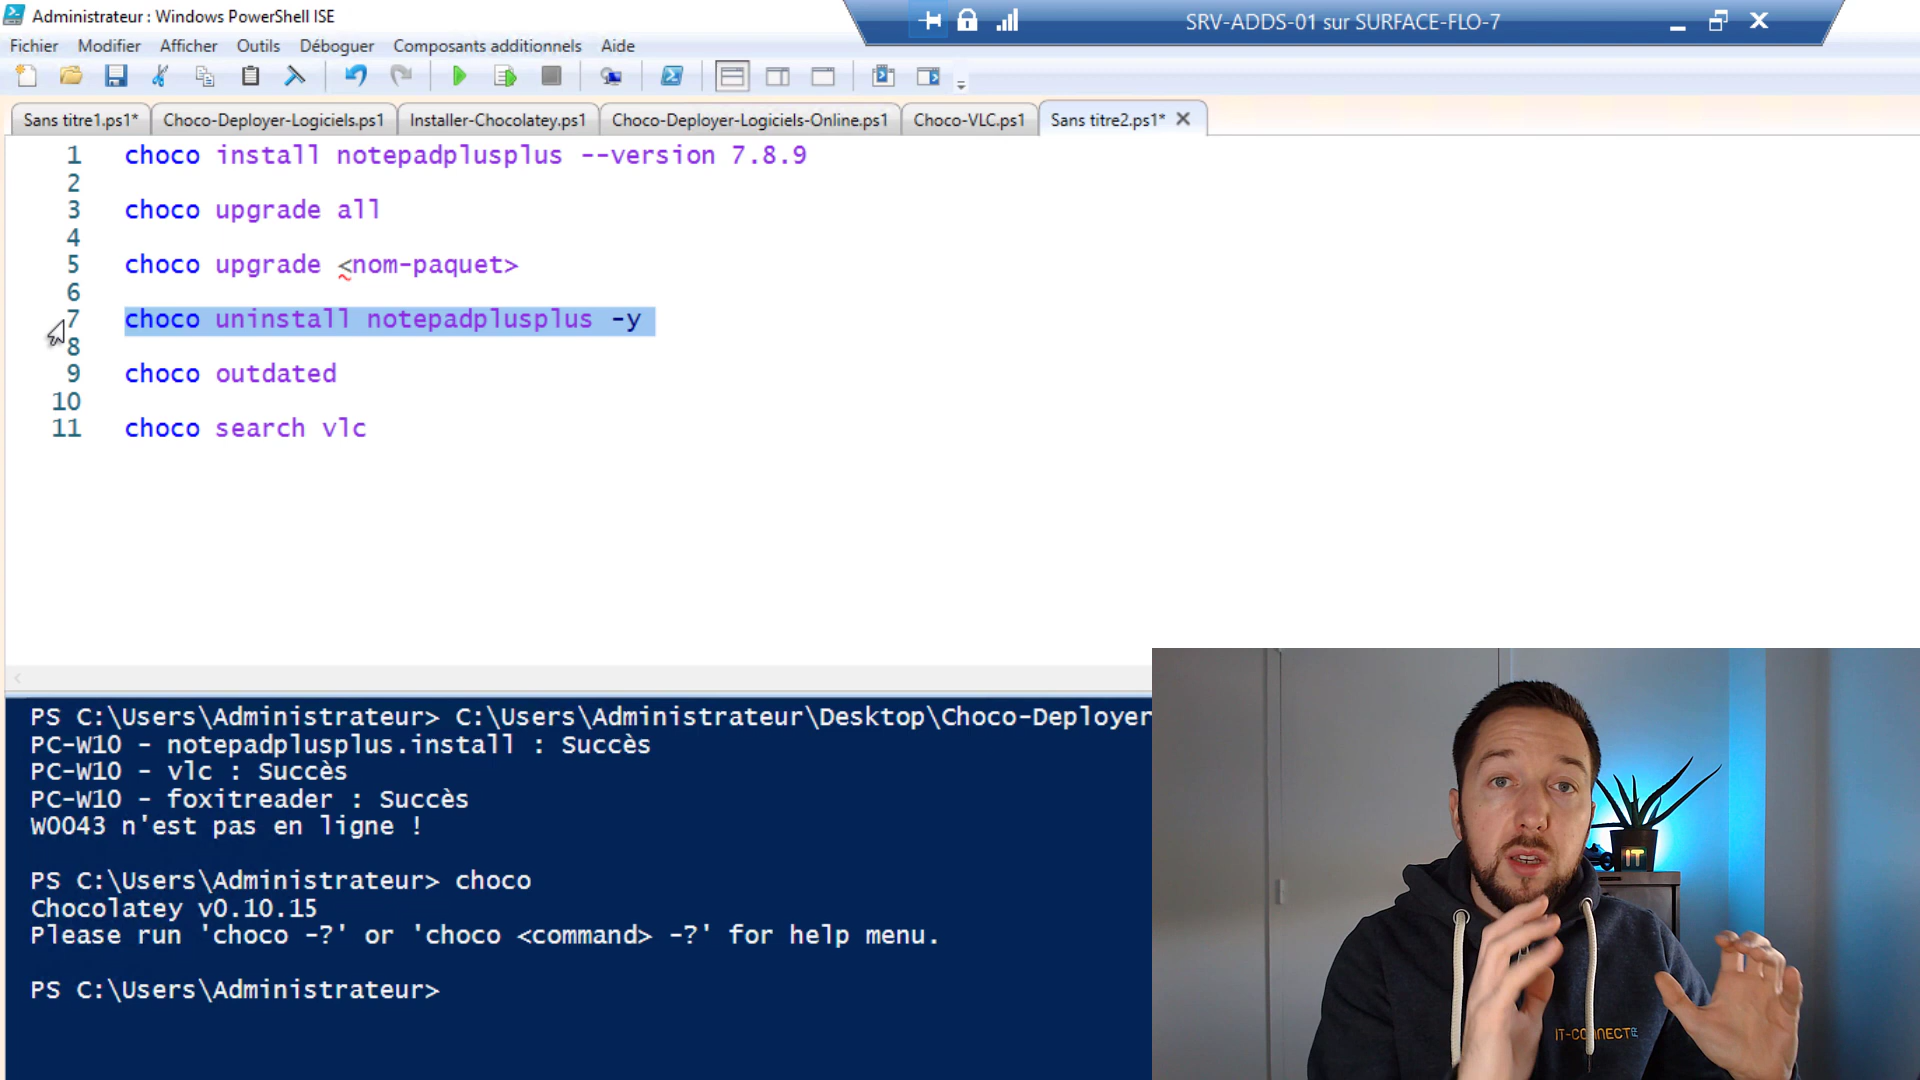 Administrateur : Windows PowerShell ISE
SRV-ADDS-01 sur SURFACE-FLO-7
Fichier Modifier Afficher Outils Déboguer Composants additionnels Aide
Sans titre1.ps1* Choco-Deployer-Logiciels.ps1 Installer-Chocolatey.ps1 Choco-Deployer-Logiciels-Online.ps1 Choco-VLC.ps1 Sans titre2.ps1*
1 choco install notepadplusplus --version 7.8.9
2
3 choco upgrade all
4
5 choco upgrade <nom-paquet>
6
7 choco uninstall notepadplusplus -y
8
9 choco outdated
10
11 choco search vlc
PS C:\Users\Administrateur> C:\Users\Administrateur\Desktop\Choco-Deployer
PC-W10 - notepadplusplus.install : Succès
PC-W10 - vlc : Succès
PC-W10 - foxitreader : Succès
W0043 n'est pas en ligne !
PS C:\Users\Administrateur> choco
Chocolatey v0.10.15
Please run 'choco -?' or 'choco <command> -?' for help menu.
PS C:\Users\Administrateur>
IT
IT-CONNECT